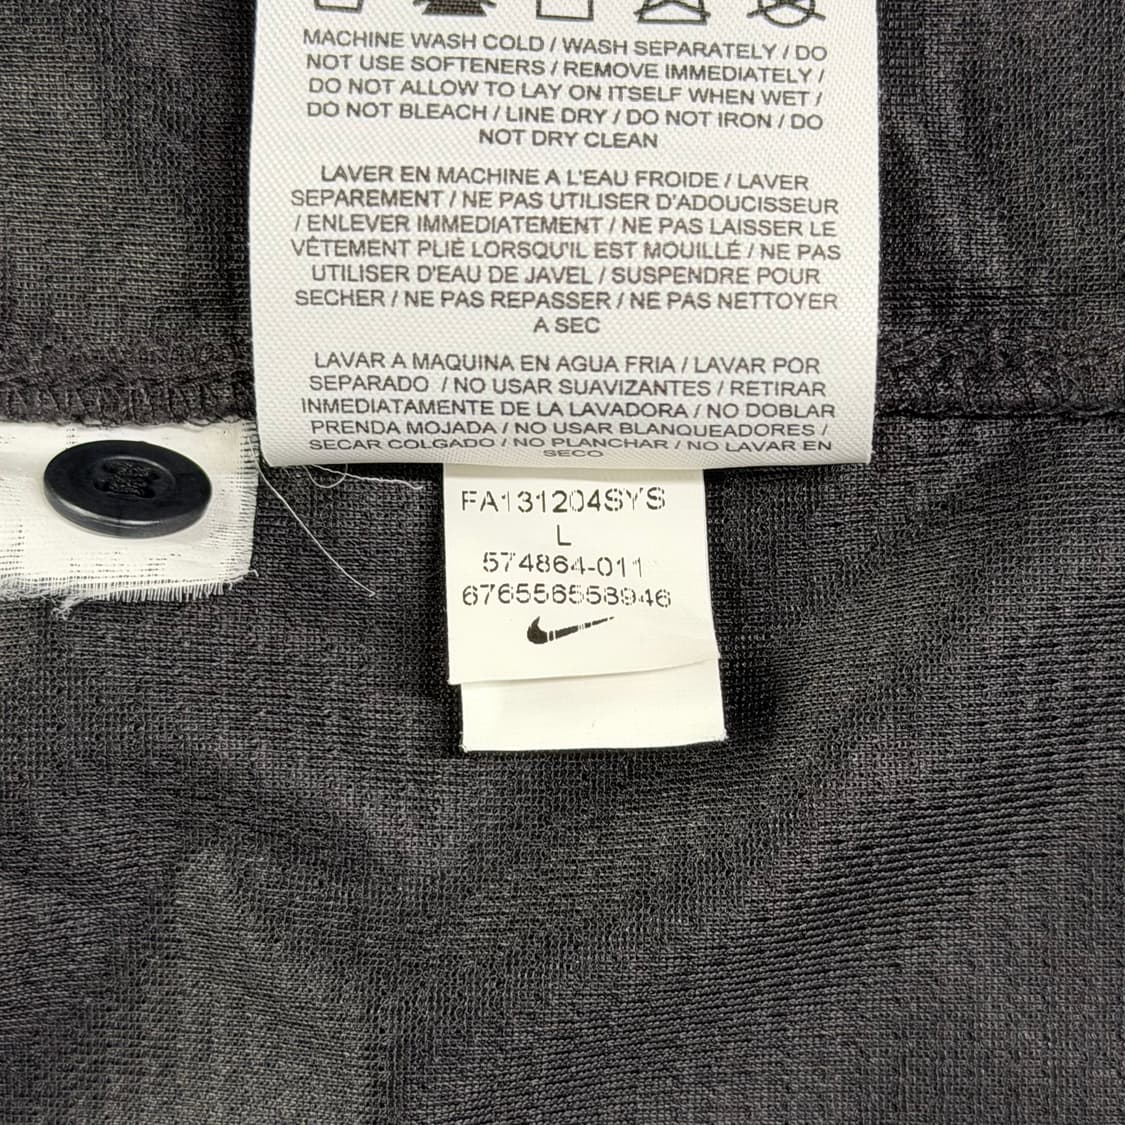 MACHINE WASH COLD / WASH SEPARATELY / DO
NOT USE SOFTENERS / REMOVE IMMEDIATELY /
DO NOT ALLOW TO LAY ON ITSELF WHEN WET /
DO NOT BLEACH / LINE DRY / DO NOT IRON / DO
NOT DRY CLEAN
LAVER EN MACHINE A L'EAU FROIDE / LAVER
SEPAREMENT / NE PAS UTILISER D'ADOUCISSEUR
/ ENLEVER IMMEDIATEMENT / NE PAS LAISSER LE
VÊTEMENT PLIÉ LORSQU'IL EST MOUILLÉ / NE PAS
UTILISER D'EAU DE JAVEL / SUSPENDRE POUR
SECHER / NE PAS REPASSER / NE PAS NETTOYER
A SEC
LAVAR A MAQUINA EN AGUA FRIA / LAVAR POR
SEPARADO / NO USAR SUAVIZANTES / RETIRAR
INMEDIATAMENTE DE LA LAVADORA / NO DOBLAR
PRENDA MOJADA / NO USAR BLANQUEADORES /
SECAR COLGADO / NO PLANCHAR / NO LAVAR EN
SECO
FA131204SYS
L
574864-011
676556558946